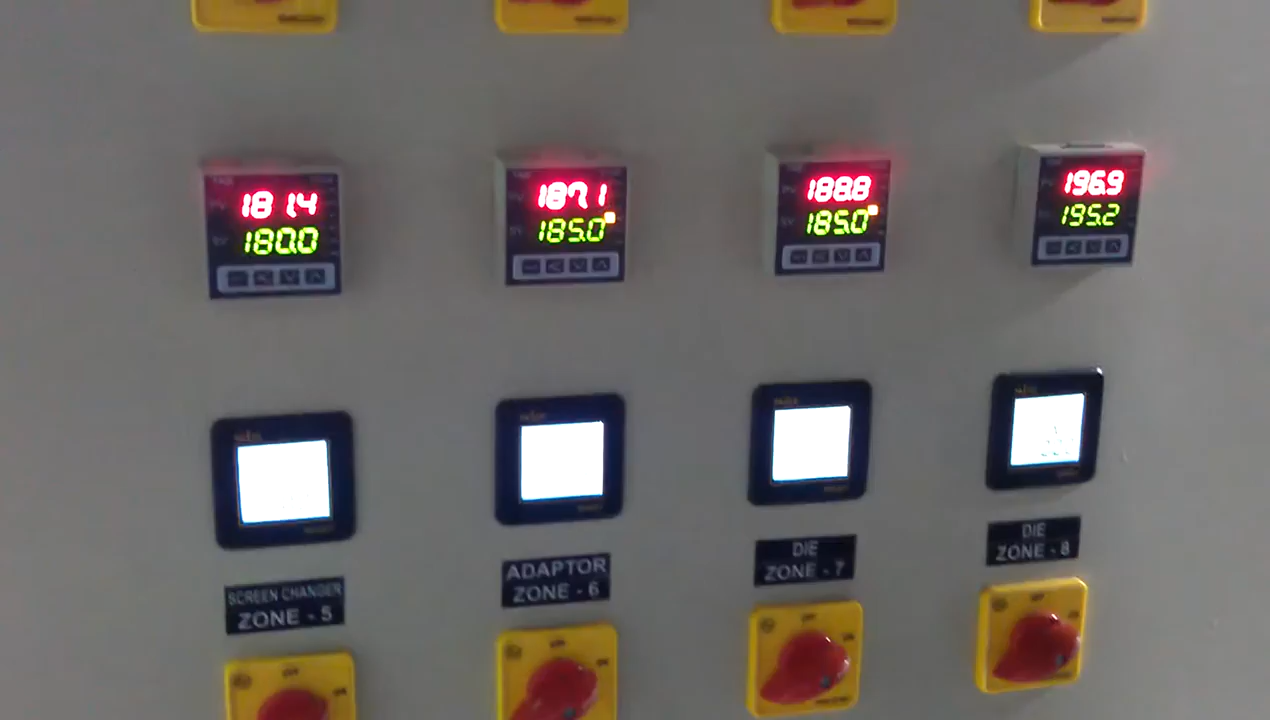 181.4
180.0
187.1
185.0
188.8
185.0
196.9
195.2
SCREEN CHANGER
ZONE - 5
ADAPTOR
ZONE - 6
DIE
ZONE - 7
DIE
ZONE - 8